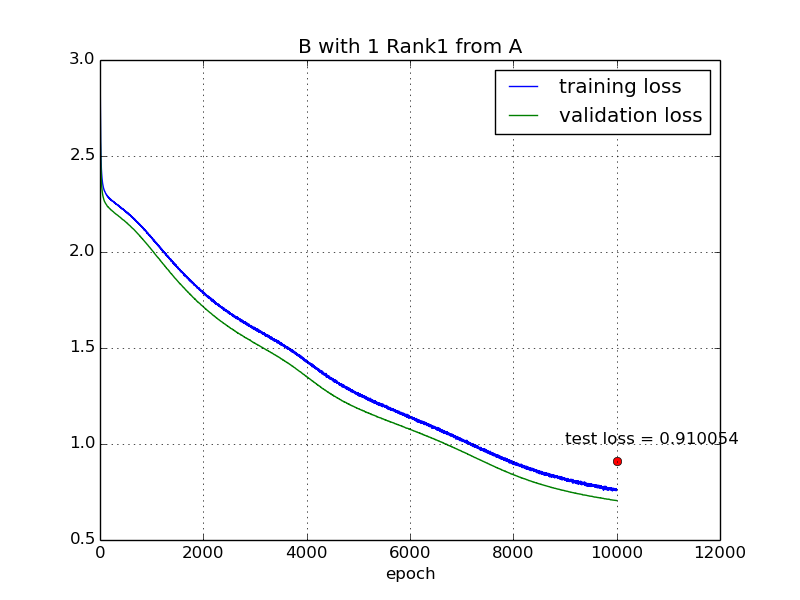 B with 1 Rank1 from A
3.0
2.5
2.0
1.5
1.0
0.5
training loss
validation loss
test loss = 0.910054
0 2000 4000 6000 8000 10000 12000
epoch